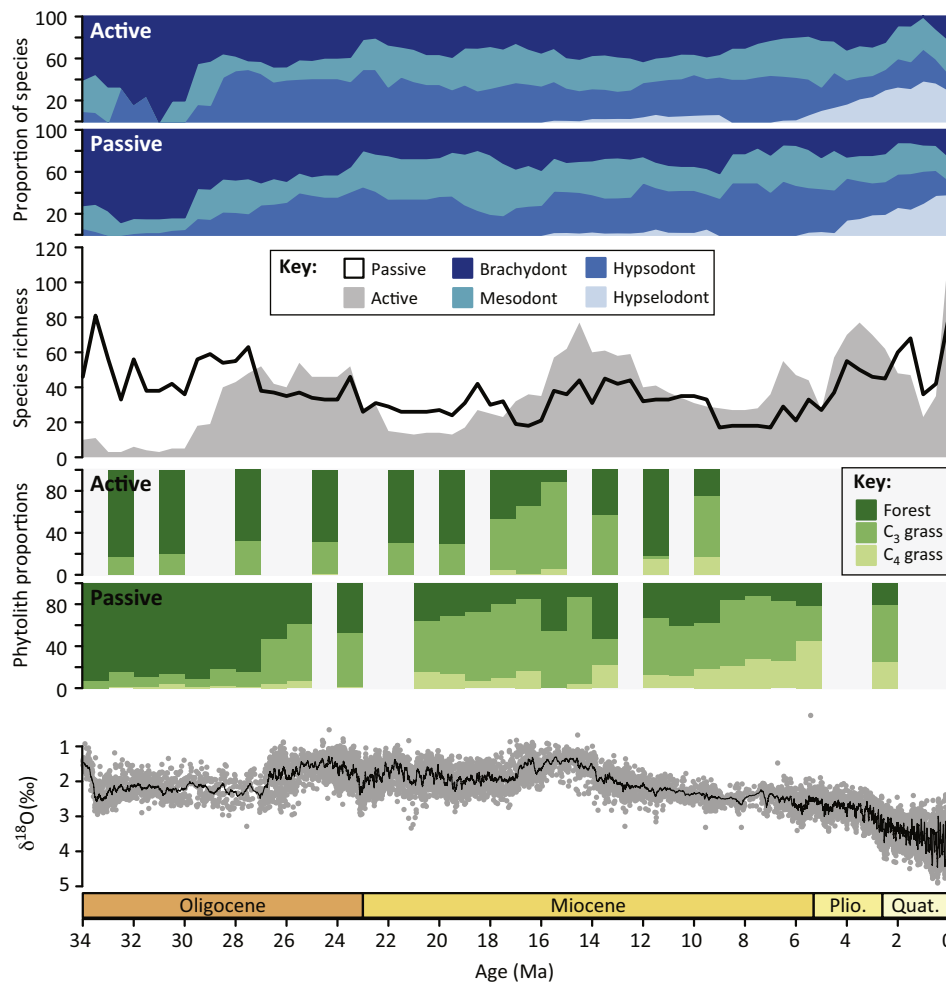 100
80
60
40
20
Active
Proportion of species
100
60
20
Passive
120
100
80
60
40
20
0
Species richness
Key:
Passive
Active
Brachydont
Mesodont
Hypsodont
Hypselodont
80
40
0
Active
Phytolith proportions
Key:
Forest
C3 grass
C4 grass
80
40
0
Passive
1
2
3
4
5
δ18O(‰)
Oligocene
Miocene
Plio.
Quat.
34 32 30 28 26 24 22 20 18 16 14 12 10 8 6 4 2 0
Age (Ma)